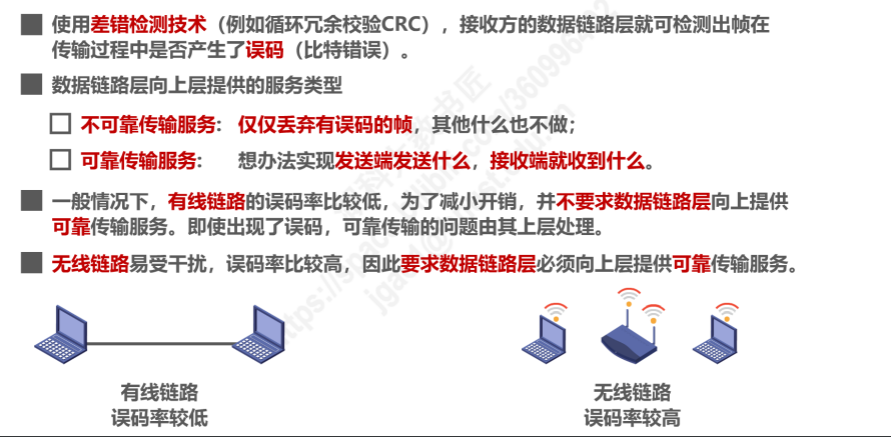 使用差错检测技术（例如循环冗余校验CRC），接收方的数据链路层就可检测出帧在
传输过程中是否产生了误码（比特错误）。
数据链路层向上层提供的服务类型
不可靠传输服务：仅仅丢弃有误码的帧，其他什么也不做；
可靠传输服务： 想办法实现发送端发送什么，接收端就收到什么。
一般情况下，有线链路的误码率比较低，为了减小开销，并不要求数据链路层向上提供
可靠传输服务。即使出现了误码，可靠传输的问题由其上层处理。
无线链路易受干扰，误码率比较高，因此要求数据链路层必须向上层提供可靠传输服务。
有线链路
误码率较低
无线链路
误码率较高